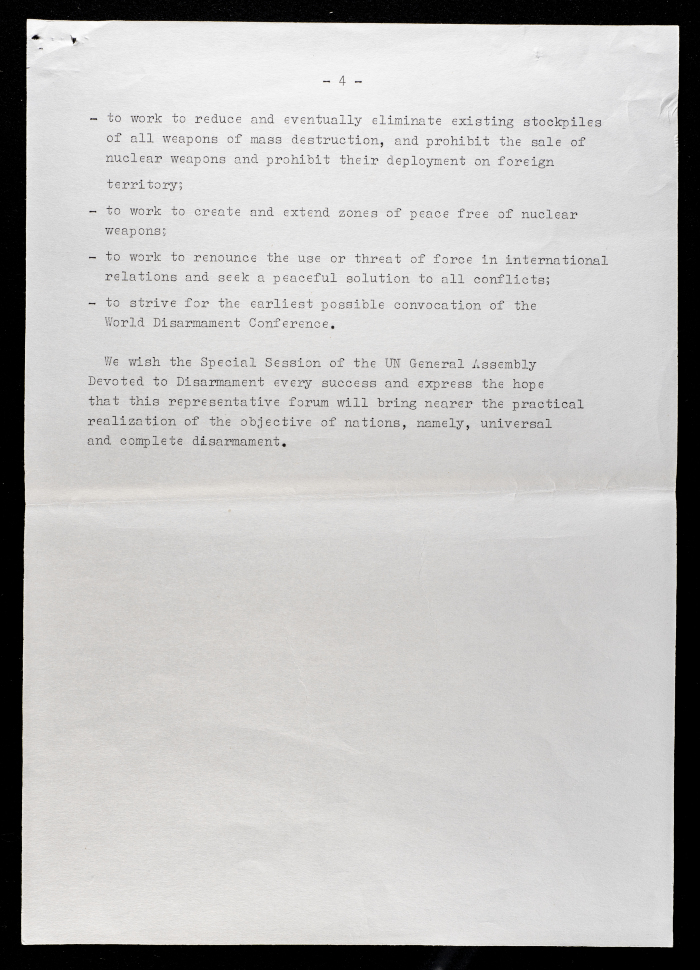 - 4 -
- to work to reduce and eventually eliminate existing stockpiles
of all weapons of mass destruction, and prohibit the sale of
nuclear weapons and prohibit their deployment on foreign
territory;
- to work to create and extend zones of peace free of nuclear
weapons;
- to work to renounce the use or threat of force in international
relations and seek a peaceful solution to all conflicts;
- to strive for the earliest possible convocation of the
World Disarmament Conference.
We wish the Special Session of the UN General Assembly
Devoted to Disarmament every success and express the hope
that this representative forum will bring nearer the practical
realization of the objective of nations, namely, universal
and complete disarmament.